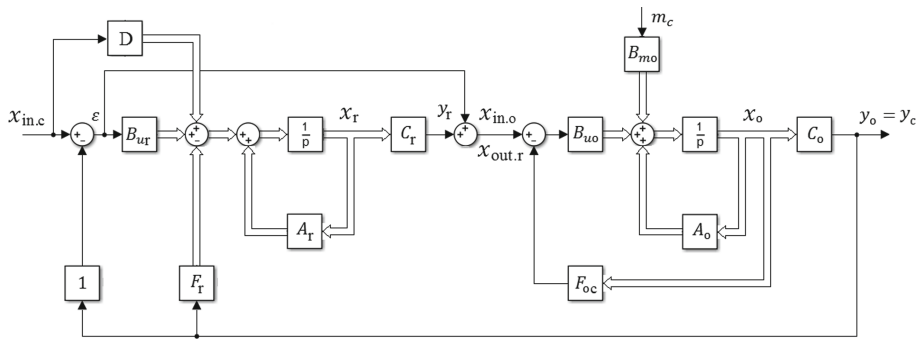 m_c
D
B_mo
x_in.c
ε
x_r
y_r
x_in.o
x_o
y_o = y_c
+
-
B_ur
+
+
-
+
+
1/p
C_r
+
+
x_out.r
+
-
B_uo
+
+
+
1/p
C_o
A_r
A_o
1
F_r
F_oc